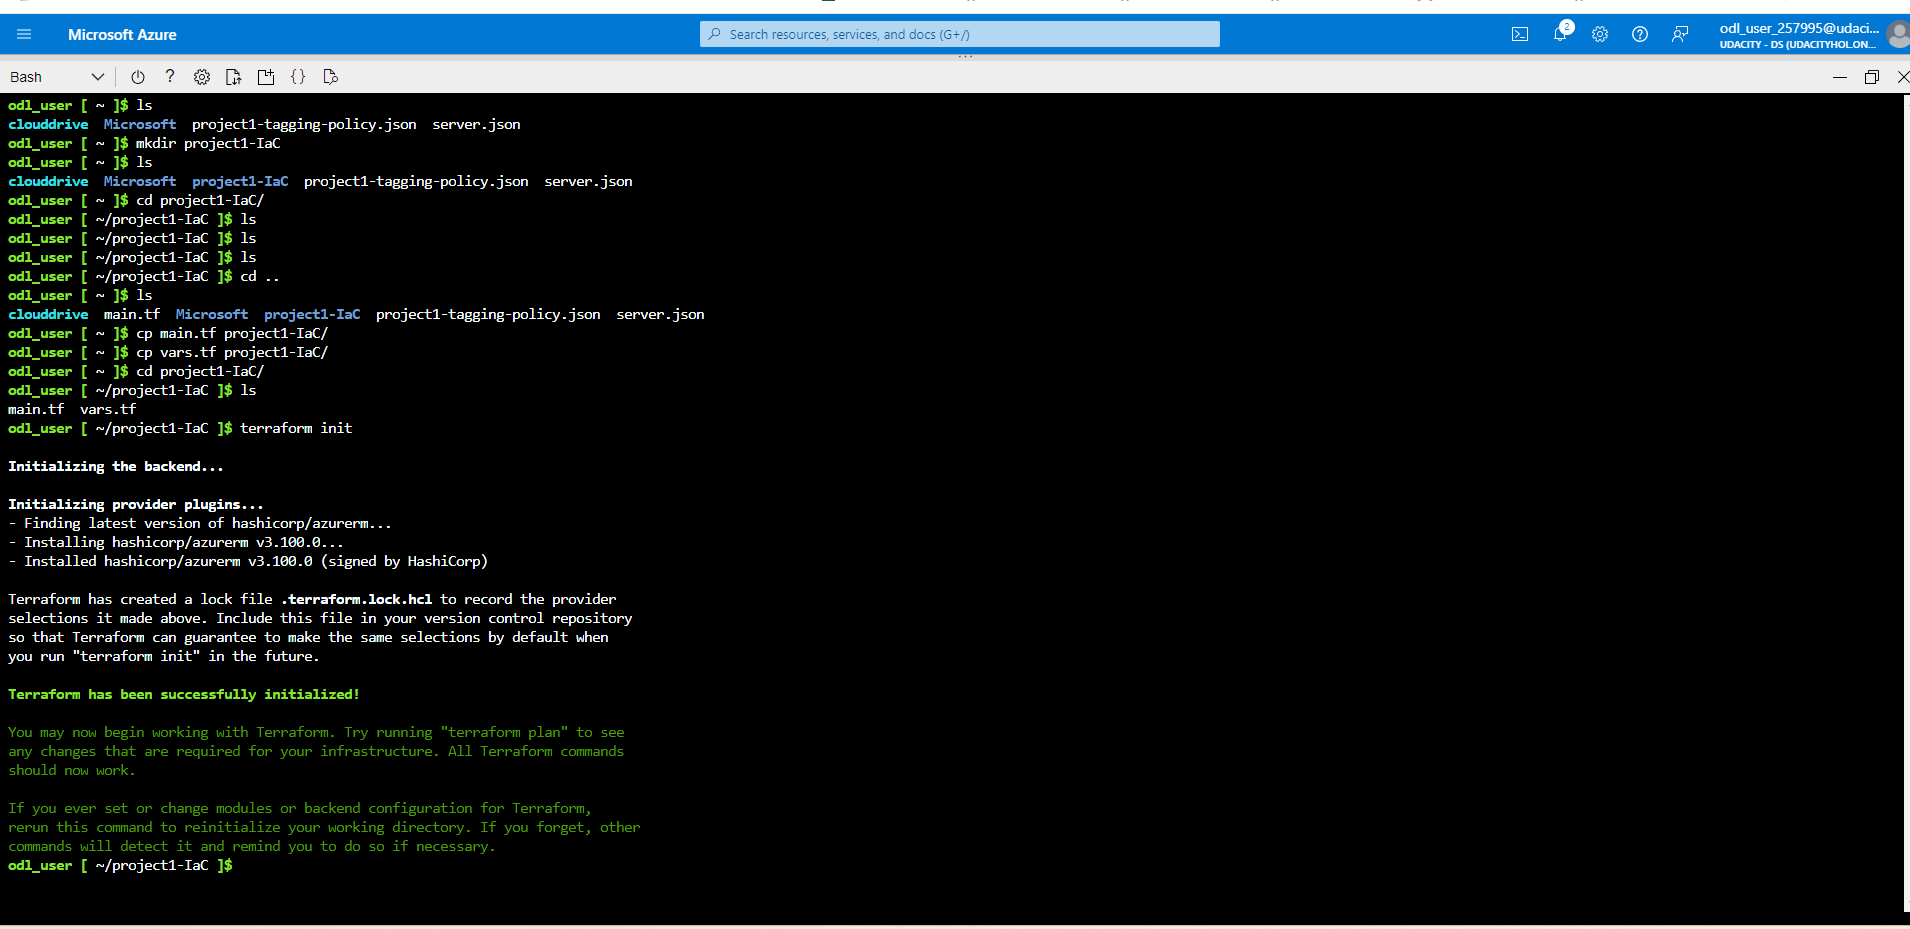 Microsoft Azure
Search resources, services, and docs (G+/)
2
odl_user_257995@udaci...
UDACITY - DS (UDACITYHOL.ON...
Bash
odl_user [ ~ ]$ ls
clouddrive  Microsoft  project1-tagging-policy.json  server.json
odl_user [ ~ ]$ mkdir project1-IaC
odl_user [ ~ ]$ ls
clouddrive  Microsoft  project1-IaC  project1-tagging-policy.json  server.json
odl_user [ ~ ]$ cd project1-IaC/
odl_user [ ~/project1-IaC ]$ ls
odl_user [ ~/project1-IaC ]$ ls
odl_user [ ~/project1-IaC ]$ ls
odl_user [ ~/project1-IaC ]$ cd ..
odl_user [ ~ ]$ ls
clouddrive  main.tf  Microsoft  project1-IaC  project1-tagging-policy.json  server.json
odl_user [ ~ ]$ cp main.tf project1-IaC/
odl_user [ ~ ]$ cp vars.tf project1-IaC/
odl_user [ ~ ]$ cd project1-IaC/
odl_user [ ~/project1-IaC ]$ ls
main.tf  vars.tf
odl_user [ ~/project1-IaC ]$ terraform init
Initializing the backend...
Initializing provider plugins...
- Finding latest version of hashicorp/azurerm...
- Installing hashicorp/azurerm v3.100.0...
- Installed hashicorp/azurerm v3.100.0 (signed by HashiCorp)
Terraform has created a lock file .terraform.lock.hcl to record the provider
selections it made above. Include this file in your version control repository
so that Terraform can guarantee to make the same selections by default when
you run "terraform init" in the future.
Terraform has been successfully initialized!
You may now begin working with Terraform. Try running "terraform plan" to see
any changes that are required for your infrastructure. All Terraform commands
should now work.
If you ever set or change modules or backend configuration for Terraform,
rerun this command to reinitialize your working directory. If you forget, other
commands will detect it and remind you to do so if necessary.
odl_user [ ~/project1-IaC ]$